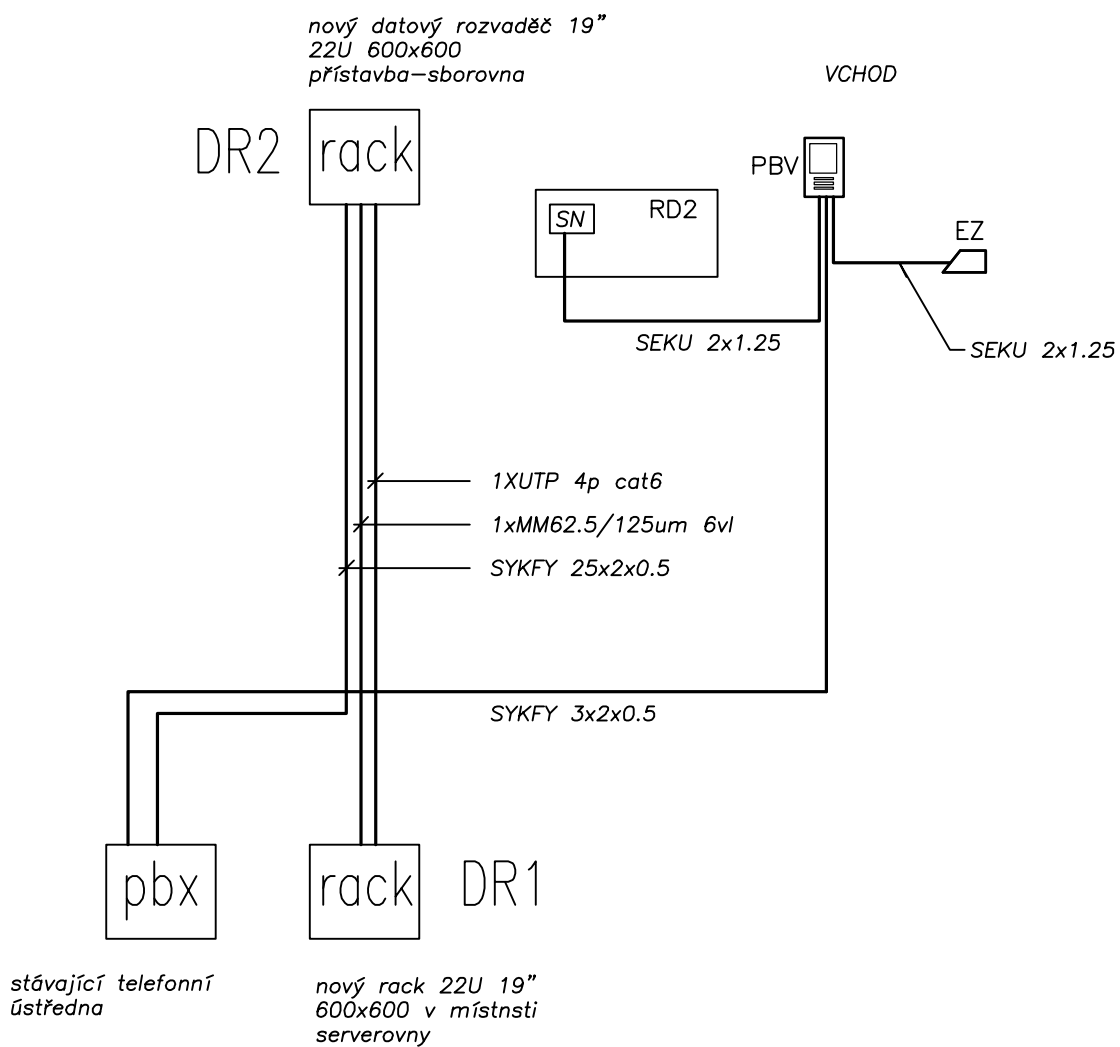 nový datový rozvaděč 19"
22U 600x600
přístavba–sborovna
VCHOD
DR2
rack
PBV
RD2
SN
EZ
SEKU 2x1.25
SEKU 2x1.25
1XUTP 4p cat6
1xMM62.5/125um 6vl
SYKFY 25x2x0.5
SYKFY 3x2x0.5
pbx
rack
DR1
stávající telefonní
ústředna
nový rack 22U 19"
600x600 v místnsti
serverovny